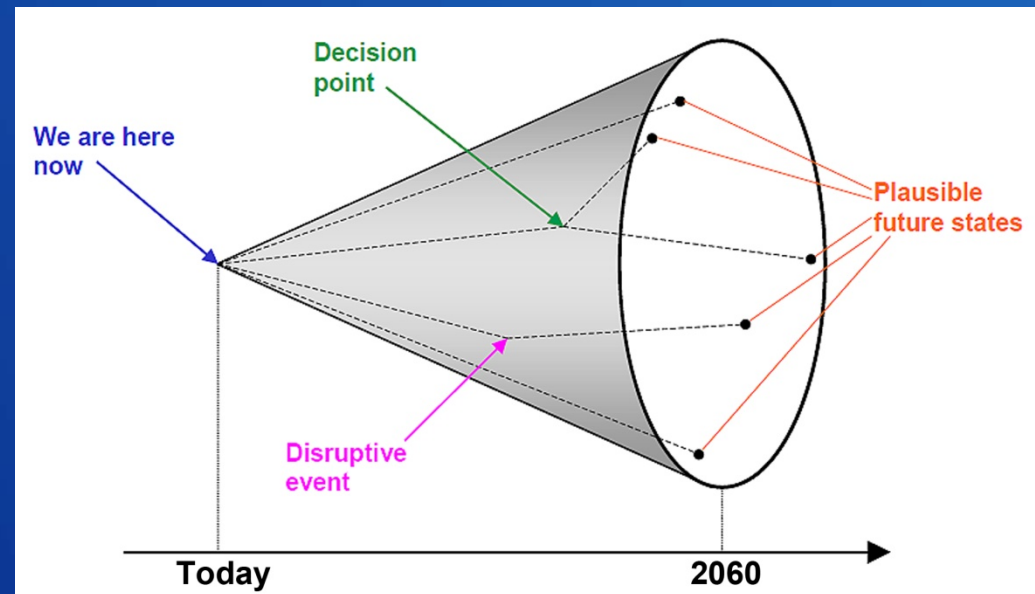 Decision
point
We are here
now
Plausible
future states
Disruptive
event
Today
2060